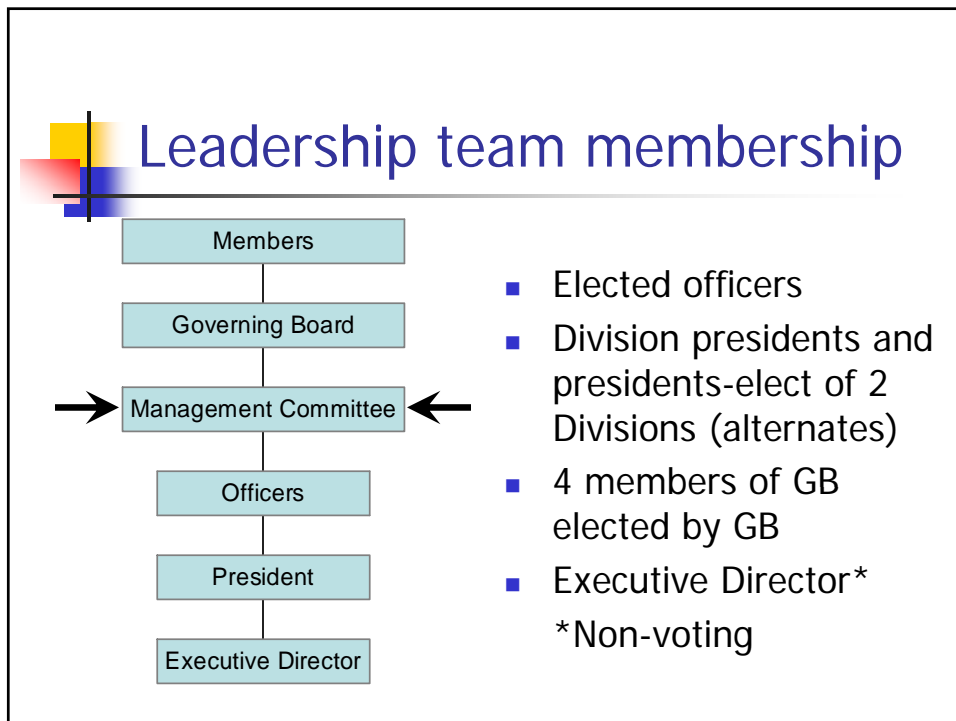 Leadership team membership
Members
Governing Board
Management Committee
Officers
President
Executive Director
Elected officers
Division presidents and
presidents-elect of 2
Divisions (alternates)
4 members of GB
elected by GB
Executive Director*
*Non-voting